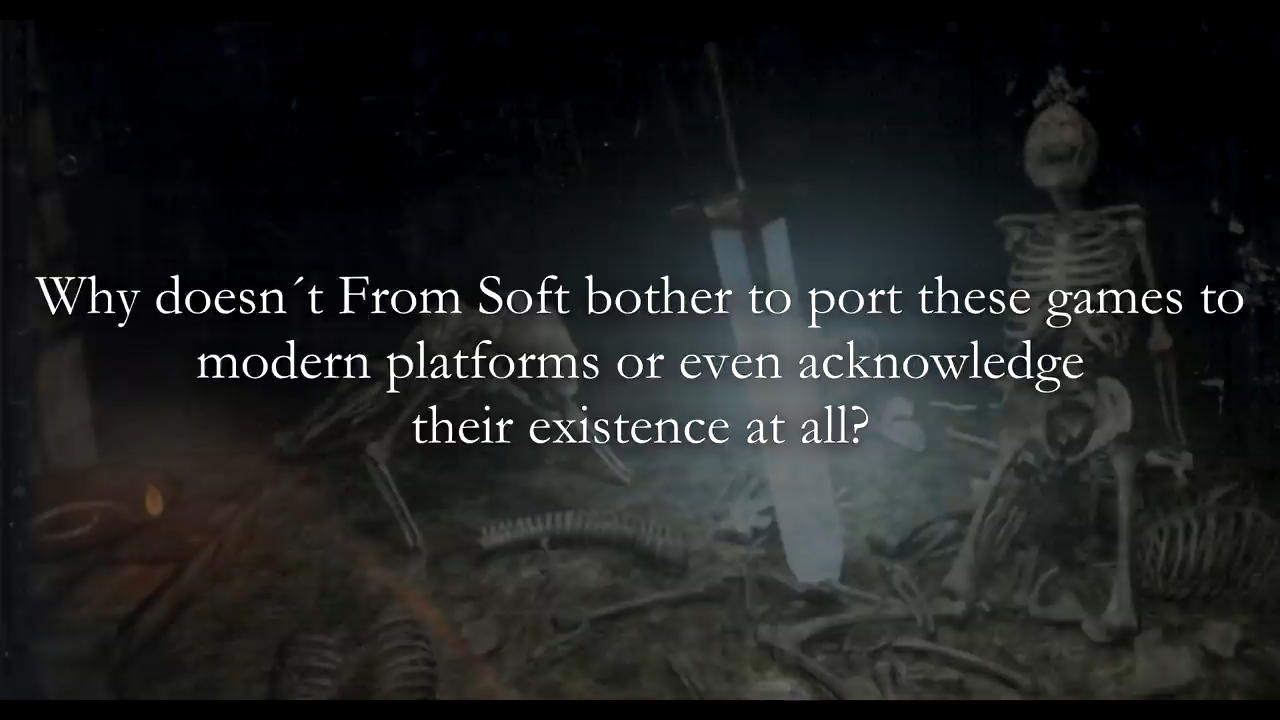 Why doesn´t From Soft bother to port these games to
modern platforms or even acknowledge
their existence at all?